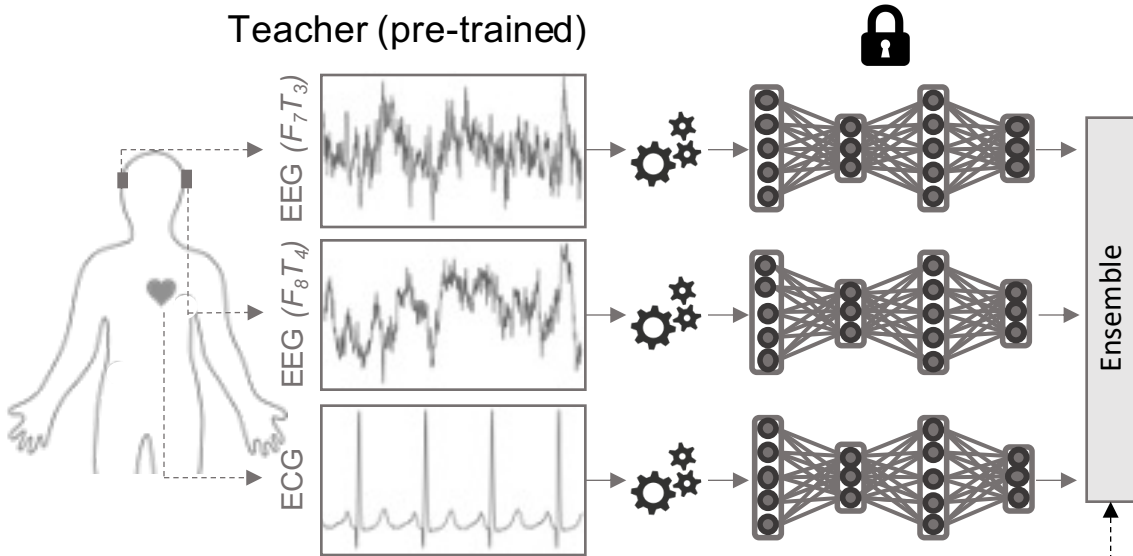 Teacher (pre-trained)
EEG (F₇T₃)
EEG (F₈T₄)
ECG
Ensemble